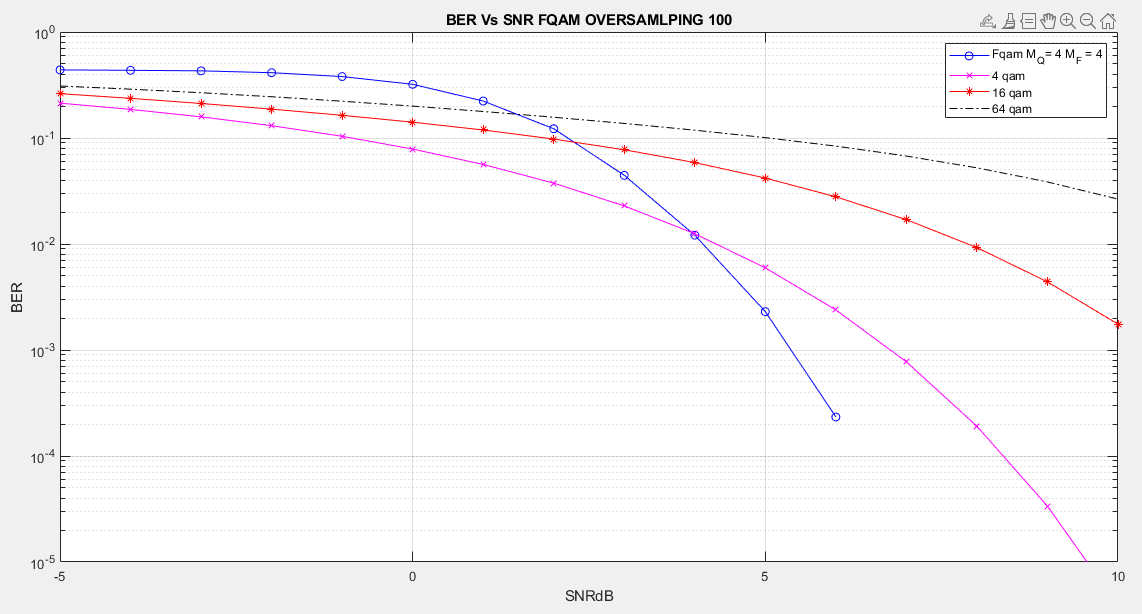 BER Vs SNR FQAM OVERSAMLPING 100
Fqam M_Q= 4 M_F = 4
4 qam
16 qam
64 qam
10^0
10^-1
10^-2
10^-3
10^-4
10^-5
BER
-5 0 5 10
SNRdB